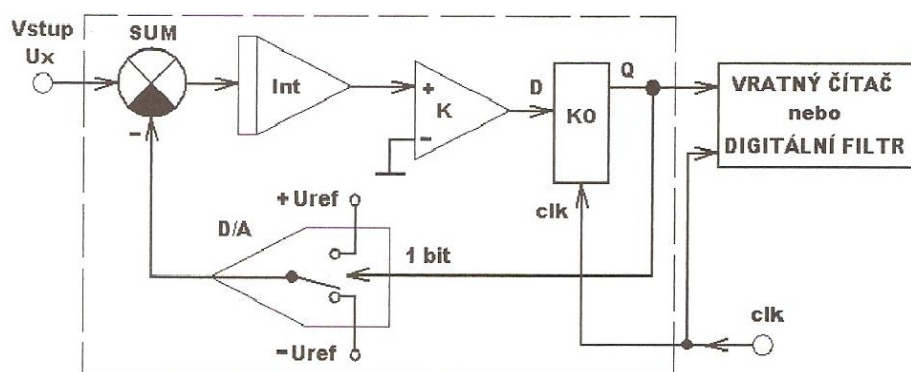 Vstup
Ux
SUM
Int
K
D
KO
Q
VRATNÝ ČÍTAČ
nebo
DIGITÁLNÍ FILTR
+
-
-
+Uref
D/A
clk
1 bit
-Uref
clk